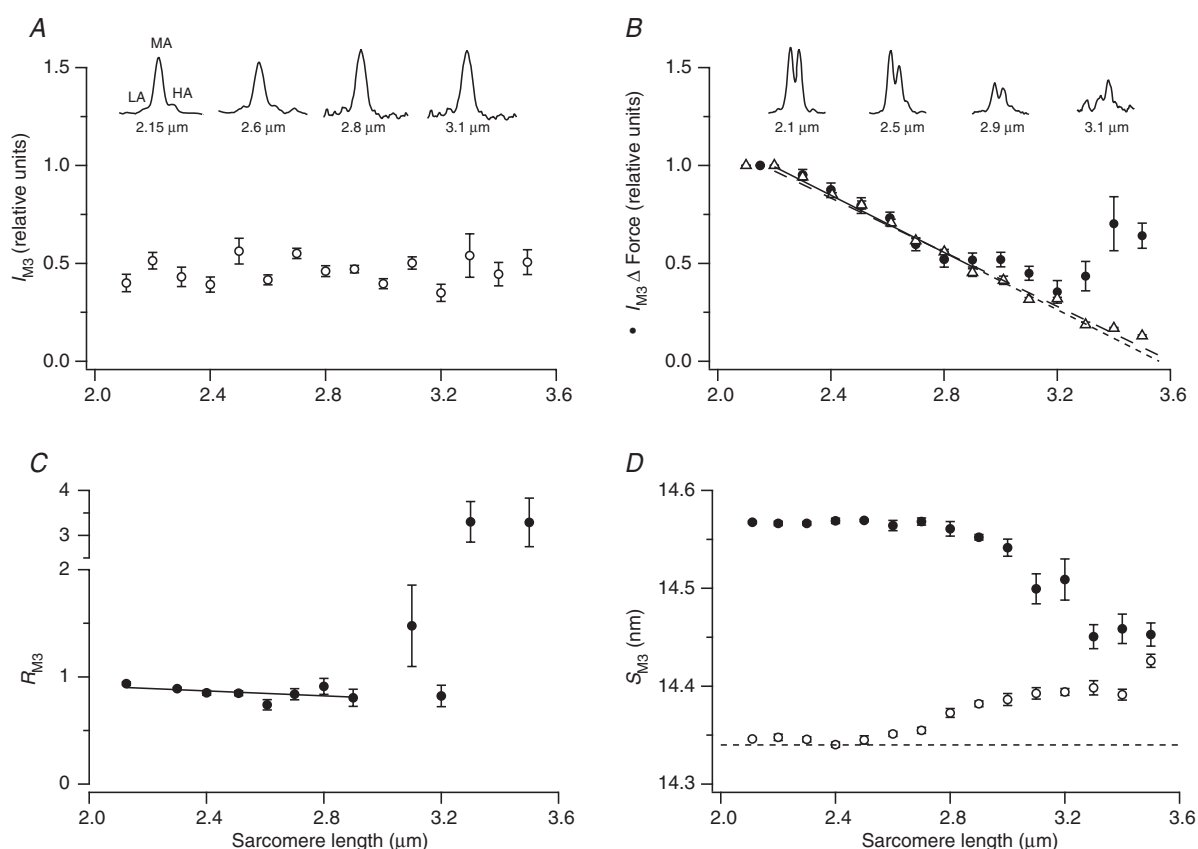 A
MA
LA
HA
2.15 μm
2.6 μm
2.8 μm
3.1 μm
1.5
1.0
0.5
0.0
I_M3 (relative units)
2.0
2.4
2.8
3.2
3.6
B
2.1 μm
2.5 μm
2.9 μm
3.1 μm
1.5
1.0
0.5
0.0
• I_M3 Δ Force (relative units)
2.0
2.4
2.8
3.2
3.6
C
4
3
2
1
0
R_M3
2.0
2.4
2.8
3.2
3.6
Sarcomere length (μm)
D
14.6
14.5
14.4
14.3
S_M3 (nm)
2.0
2.4
2.8
3.2
3.6
Sarcomere length (μm)